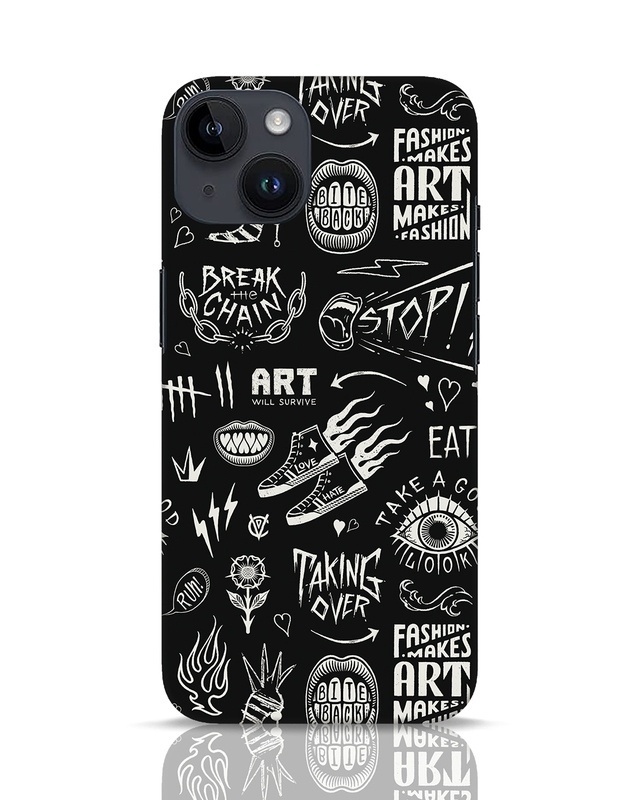 RUN!
TAKING
OVER
FASHION
MAKES
ART
MAKES
FASHION
BITE
BACK
BREAK
the
CHAIN
STOP!
ART
WILL SURVIVE
LOVE
HATE
EAT
TAKE A GO
LOOK
RUN!
TAKING
OVER
FASHION
MAKES
ART
MAKES
BITE
BACK